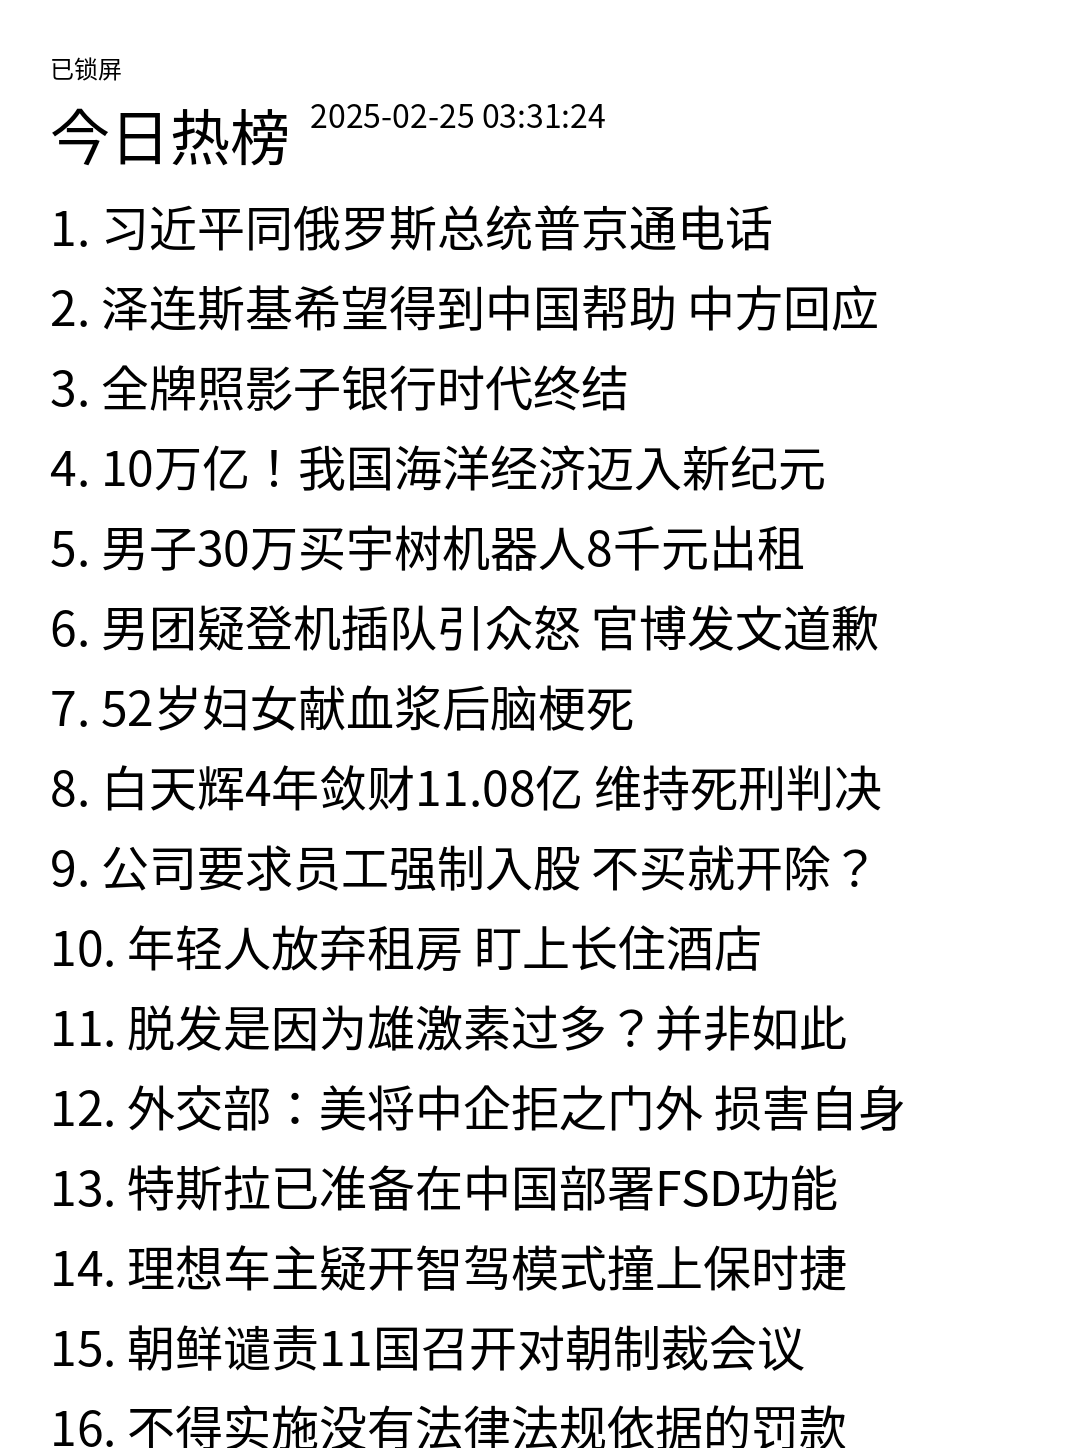 已锁屏
今日热榜 2025-02-25 03:31:24
1. 习近平同俄罗斯总统普京通电话
2. 泽连斯基希望得到中国帮助 中方回应
3. 全牌照影子银行时代终结
4. 10万亿！我国海洋经济迈入新纪元
5. 男子30万买宇树机器人8千元出租
6. 男团疑登机插队引众怒 官博发文道歉
7. 52岁妇女献血浆后脑梗死
8. 白天辉4年敛财11.08亿 维持死刑判决
9. 公司要求员工强制入股 不买就开除？
10. 年轻人放弃租房 盯上长住酒店
11. 脱发是因为雄激素过多？并非如此
12. 外交部：美将中企拒之门外 损害自身
13. 特斯拉已准备在中国部署FSD功能
14. 理想车主疑开智驾模式撞上保时捷
15. 朝鲜谴责11国召开对朝制裁会议
16. 不得实施没有法律法规依据的罚款